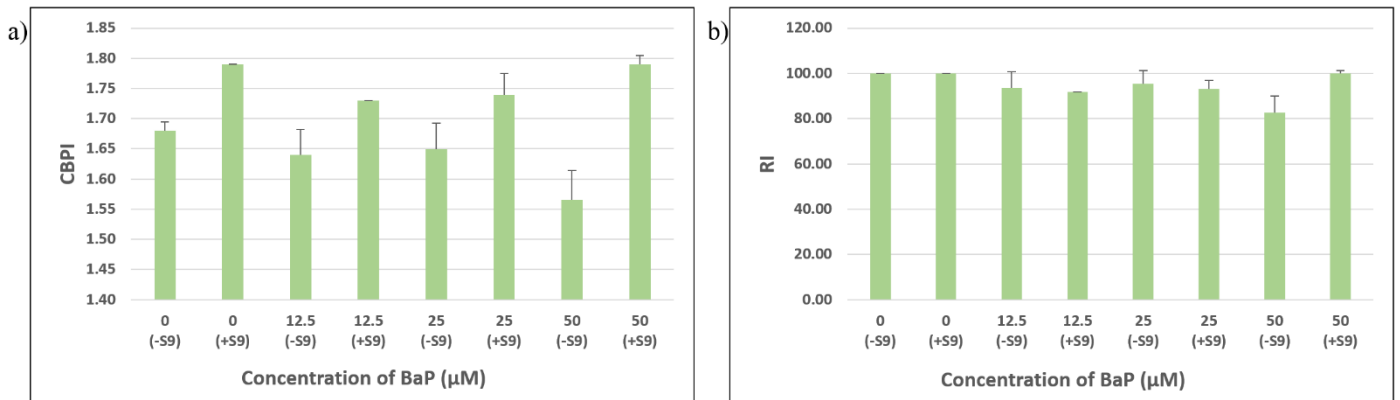 a)
1.85
1.80
1.75
1.70
1.65
1.60
1.55
1.50
1.45
1.40
CBPI
0 0 12.5 12.5 25 25 50 50
(-S9) (+S9) (-S9) (+S9) (-S9) (+S9) (-S9) (+S9)
Concentration of BaP (µM)
b)
120.00
100.00
80.00
60.00
40.00
20.00
0.00
RI
0 0 12.5 12.5 25 25 50 50
(-S9) (+S9) (-S9) (+S9) (-S9) (+S9) (-S9) (+S9)
Concentration of BaP (µM)